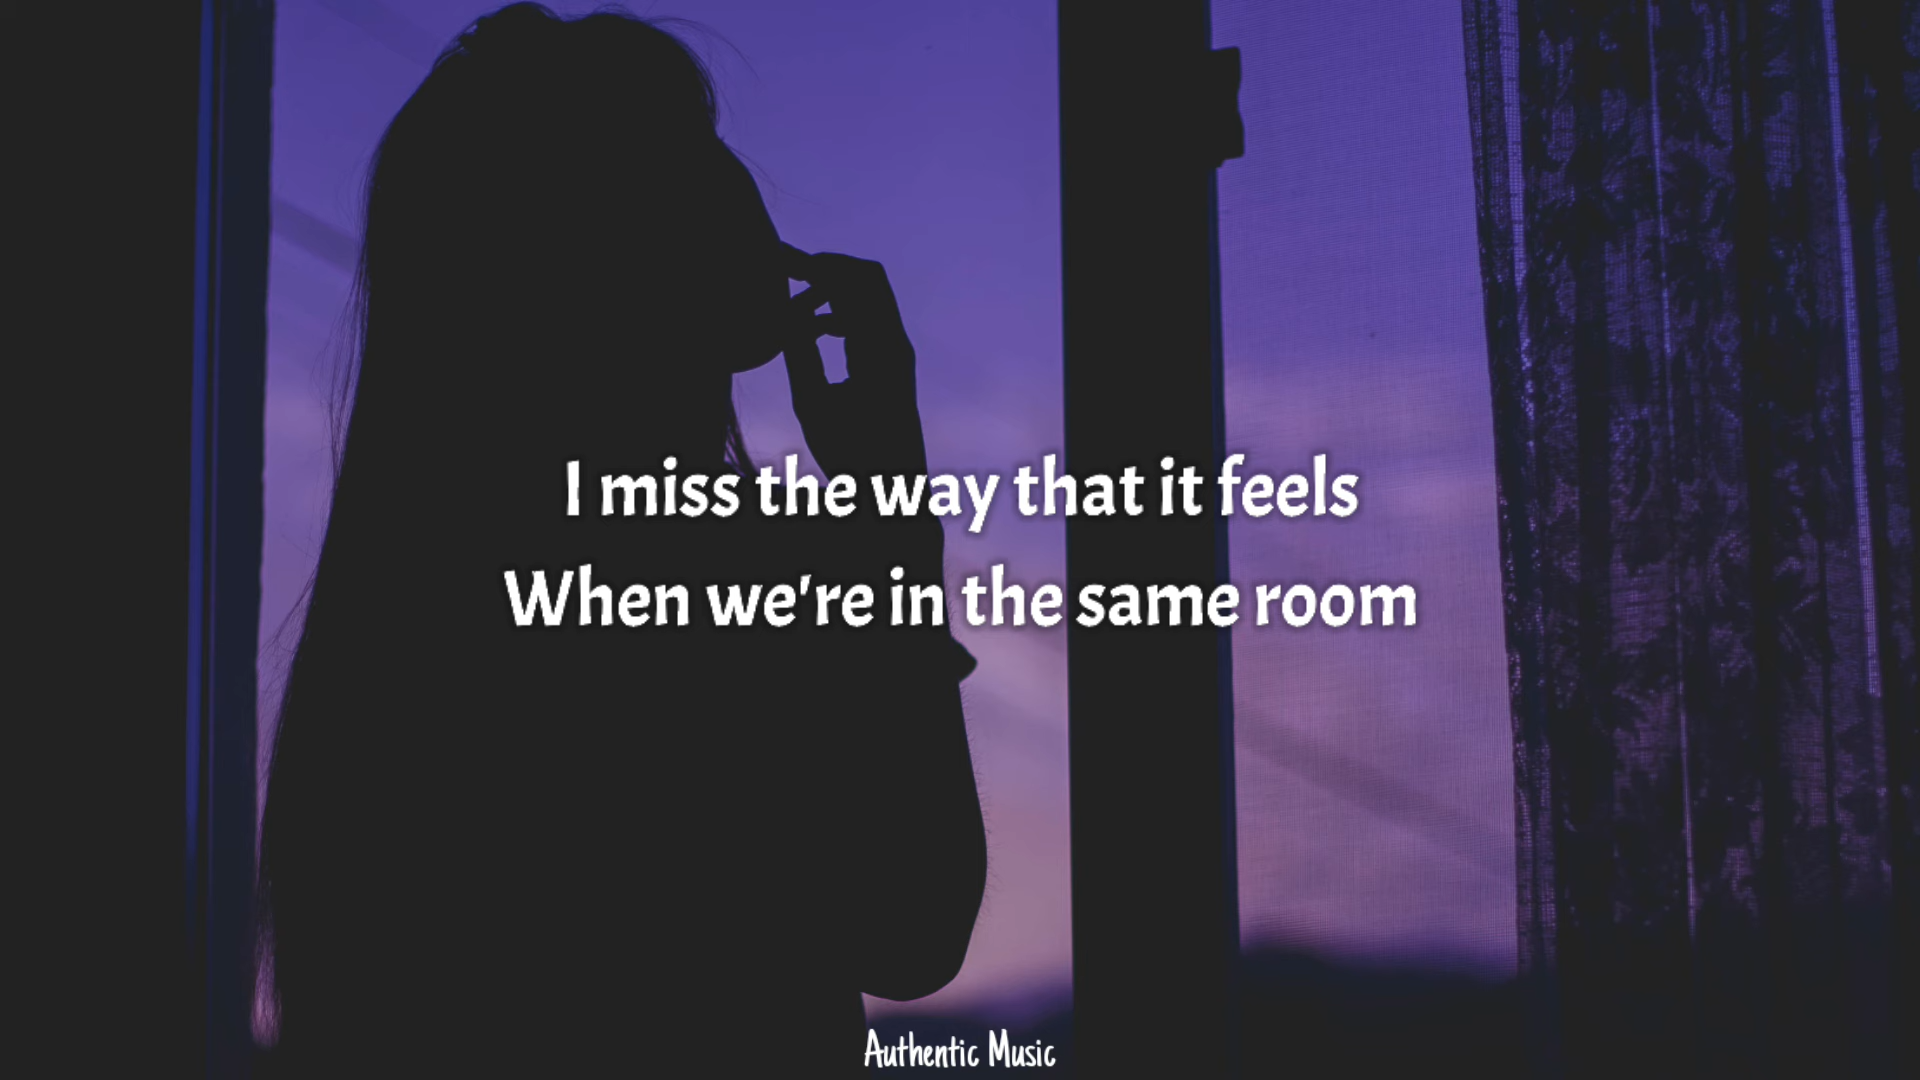 I miss the way that it feels
When we're in the same room
Authentic Music